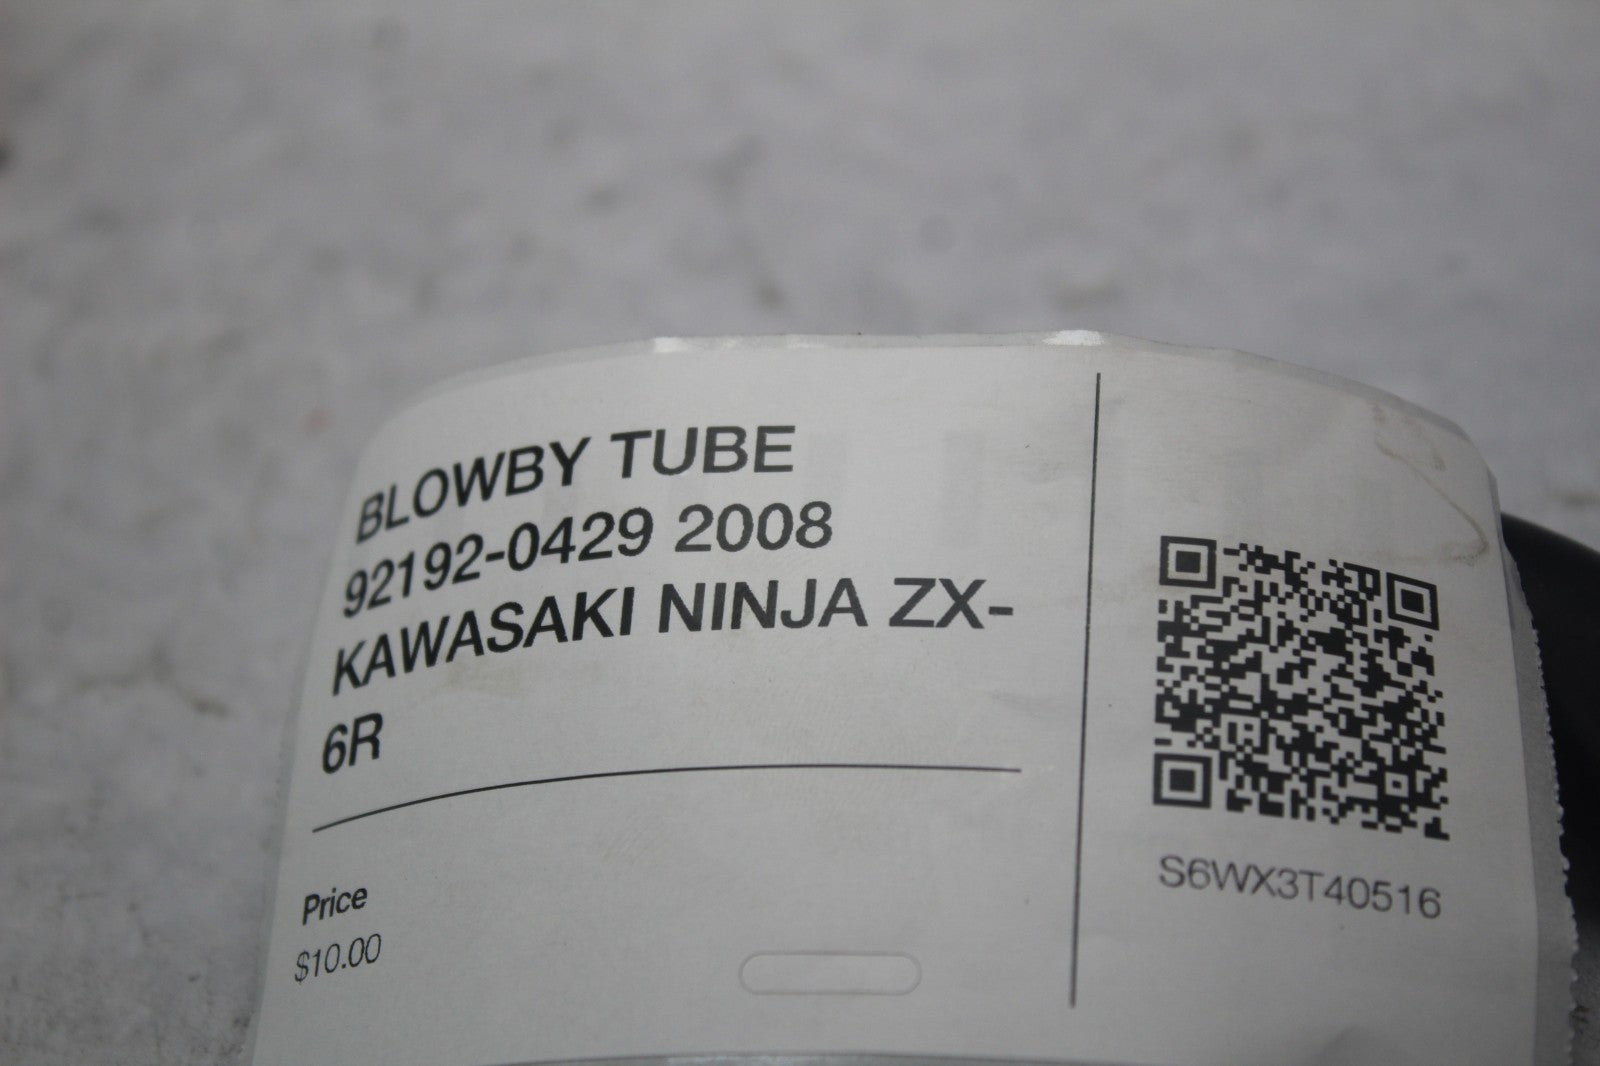 BLOWBY TUBE
92192-0429 2008
KAWASAKI NINJA ZX-
6R
Price
$10.00
S6WX3T40516